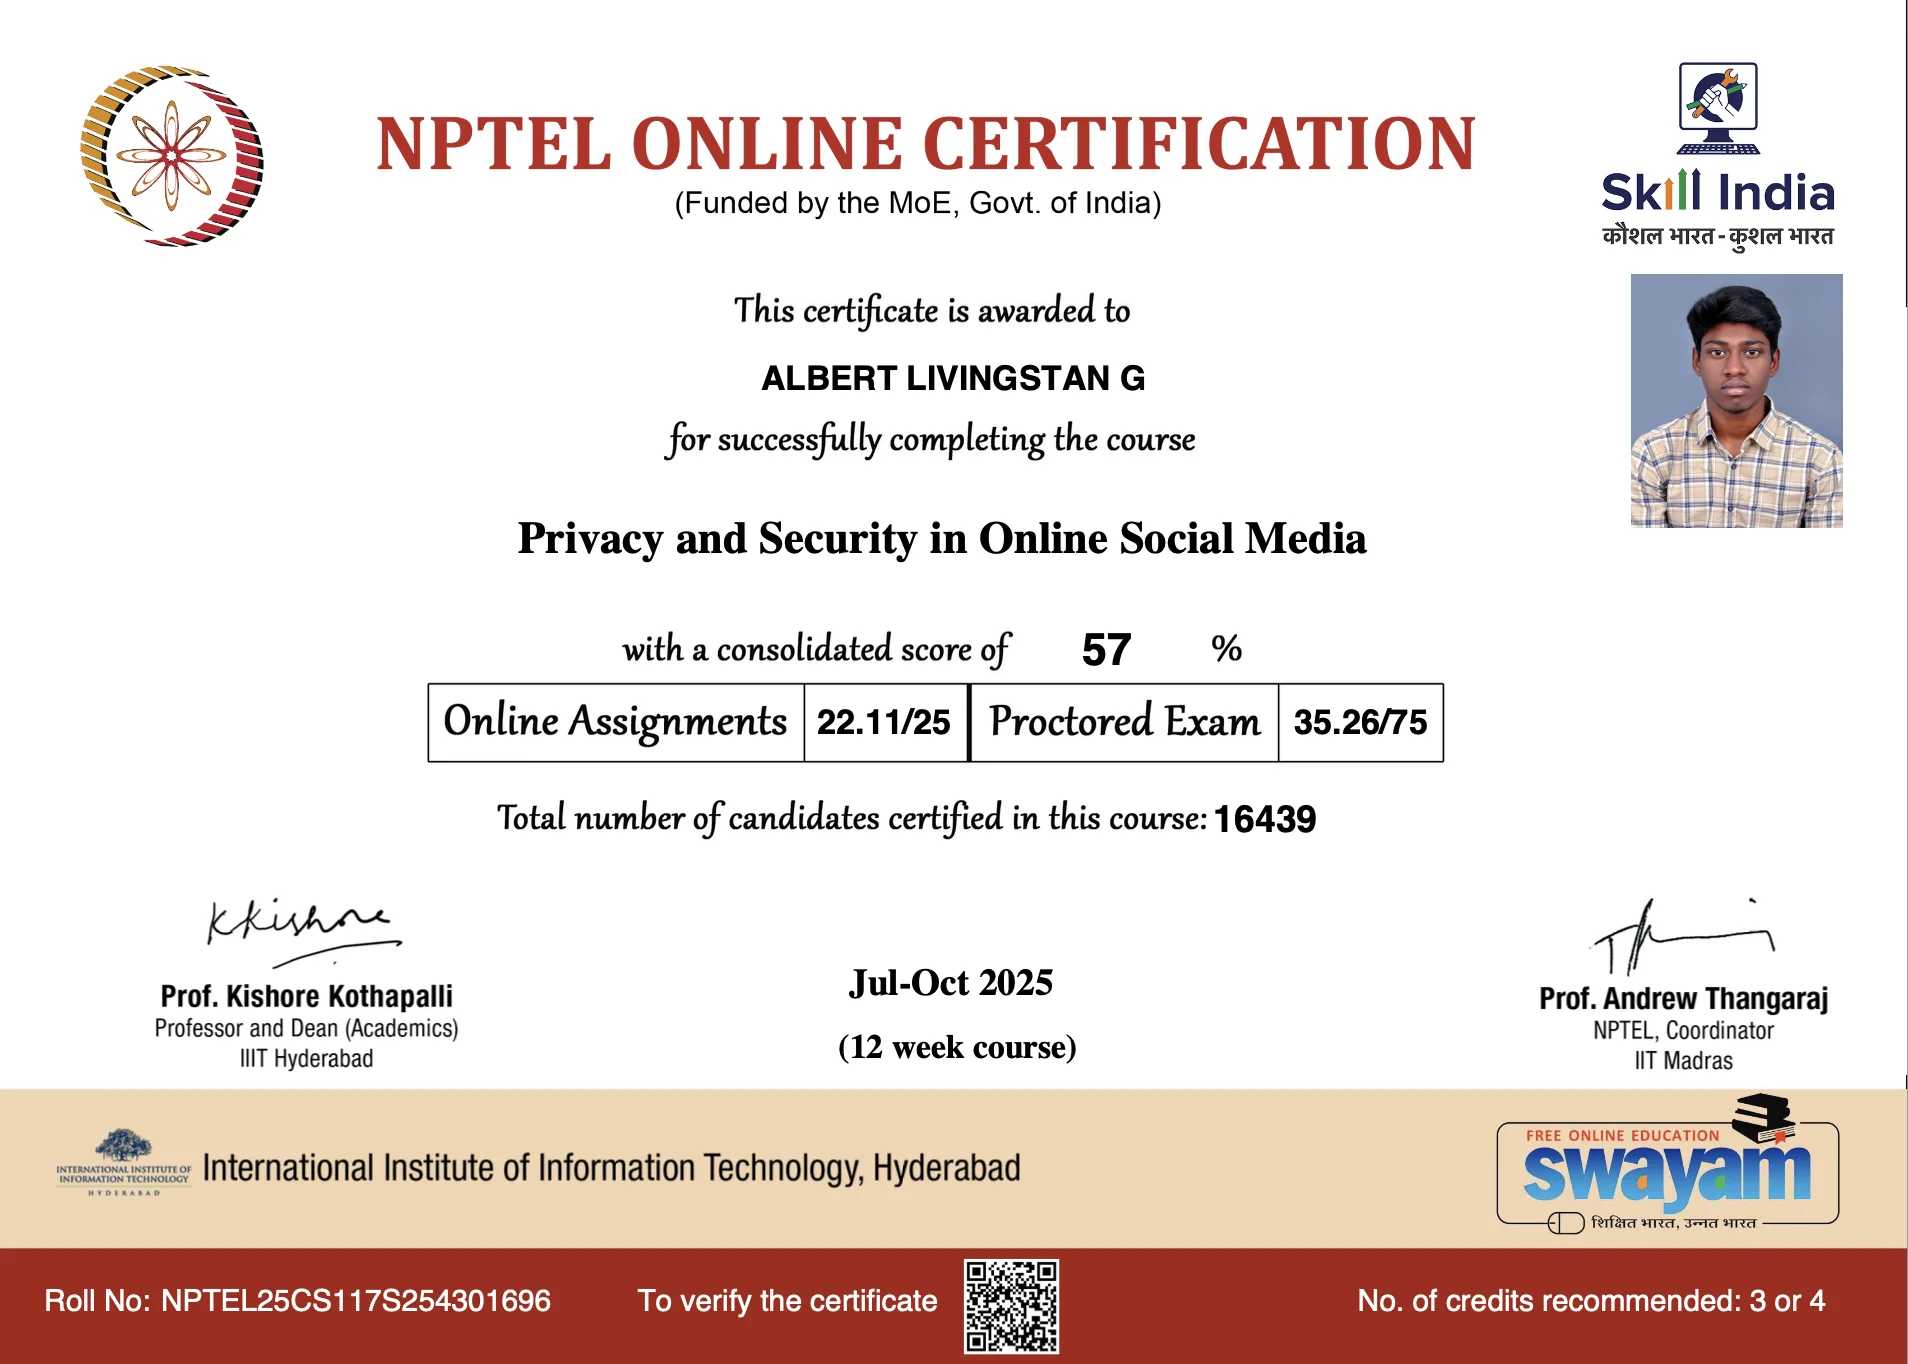 NPTEL ONLINE CERTIFICATION
(Funded by the MoE, Govt. of India)
Skill India
कौशल भारत - कुशल भारत
This certificate is awarded to
ALBERT LIVINGSTAN G
for successfully completing the course
Privacy and Security in Online Social Media
with a consolidated score of 57 %
Online Assignments 22.11/25 Proctored Exam 35.26/75
Total number of candidates certified in this course: 16439
KKishore
Prof. Kishore Kothapalli
Professor and Dean (Academics)
IIIT Hyderabad
Jul-Oct 2025
(12 week course)
Prof. Andrew Thangaraj
NPTEL, Coordinator
IIT Madras
INTERNATIONAL INSTITUTE OF
INFORMATION TECHNOLOGY
HYDERABAD
International Institute of Information Technology, Hyderabad
FREE ONLINE EDUCATION
swayam
शिक्षित भारत, उन्नत भारत
Roll No: NPTEL25CS117S254301696
To verify the certificate
No. of credits recommended: 3 or 4